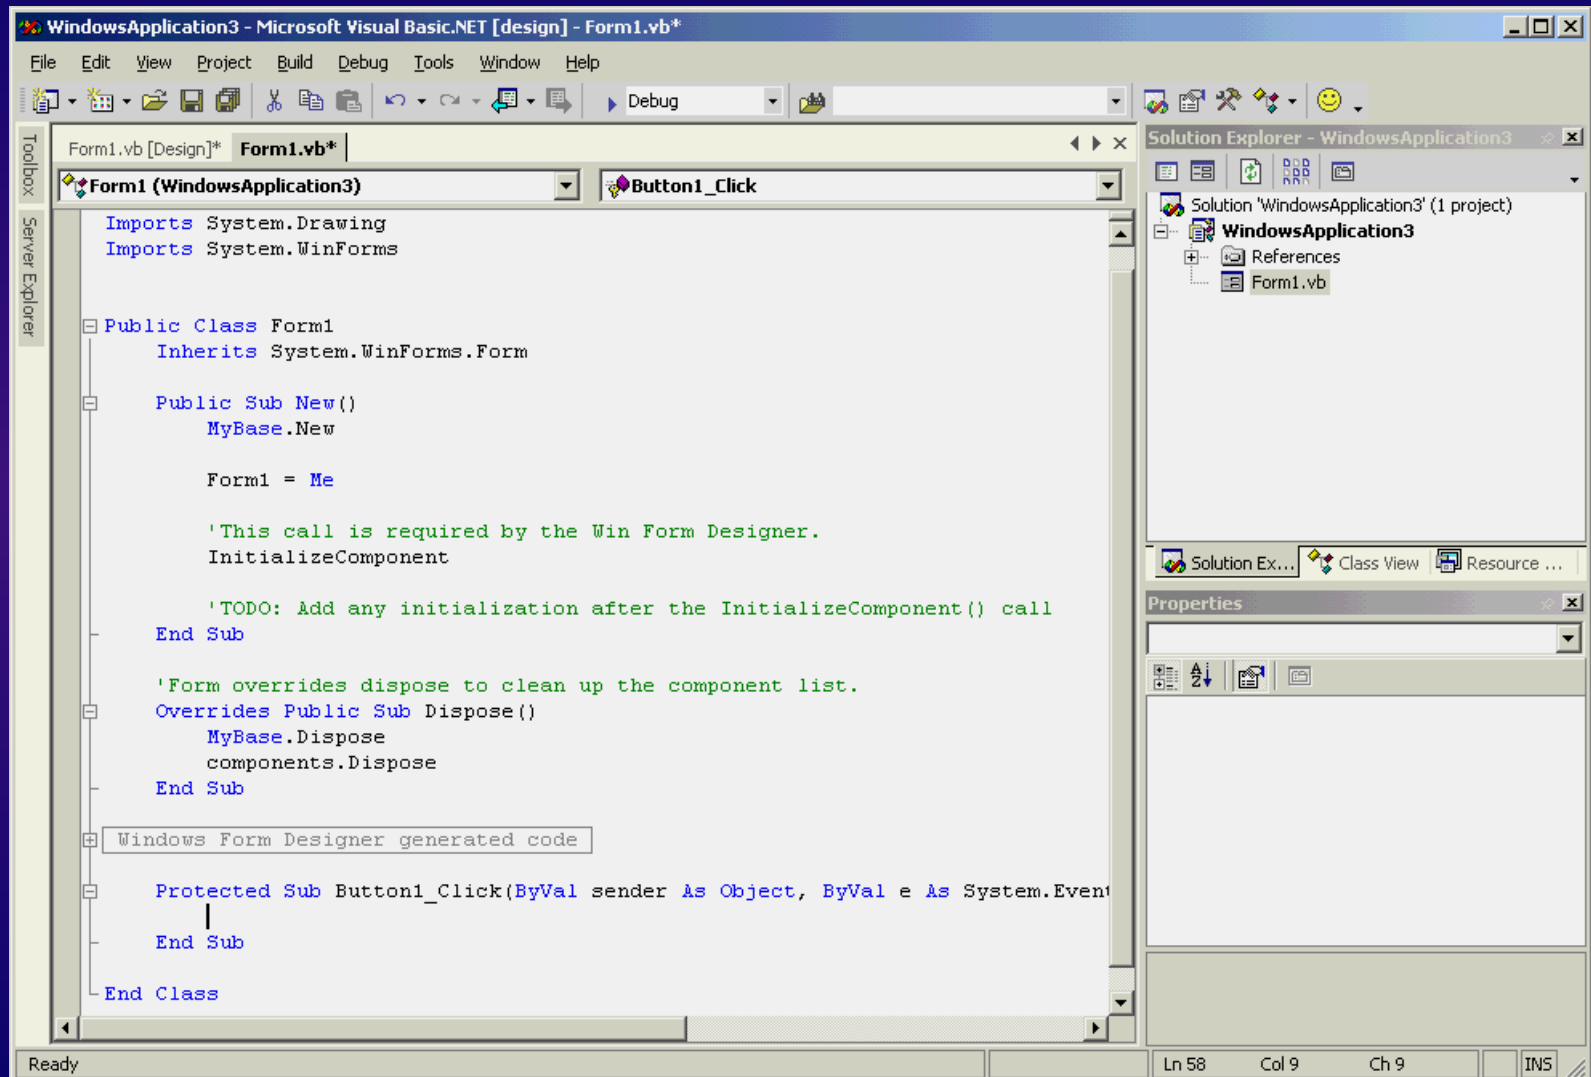 WindowsApplication3 - Microsoft Visual Basic.NET [design] - Form1.vb*
File Edit View Project Build Debug Tools Window Help
Debug
Toolbox
Server Explorer
Form1.vb [Design]* Form1.vb*
Form1 (WindowsApplication3) Button1_Click
Imports System.Drawing
Imports System.WinForms
Public Class Form1
Inherits System.WinForms.Form
Public Sub New()
MyBase.New
Form1 = Me
'This call is required by the Win Form Designer.
InitializeComponent
'TODO: Add any initialization after the InitializeComponent() call
End Sub
'Form overrides dispose to clean up the component list.
Overrides Public Sub Dispose()
MyBase.Dispose
components.Dispose
End Sub
Windows Form Designer generated code
Protected Sub Button1_Click(ByVal sender As Object, ByVal e As System.Event
End Sub
End Class
Solution Explorer - WindowsApplication3
Solution 'WindowsApplication3' (1 project)
WindowsApplication3
References
Form1.vb
Solution Ex... Class View Resource ...
Properties
Ready Ln 58 Col 9 Ch 9 INS